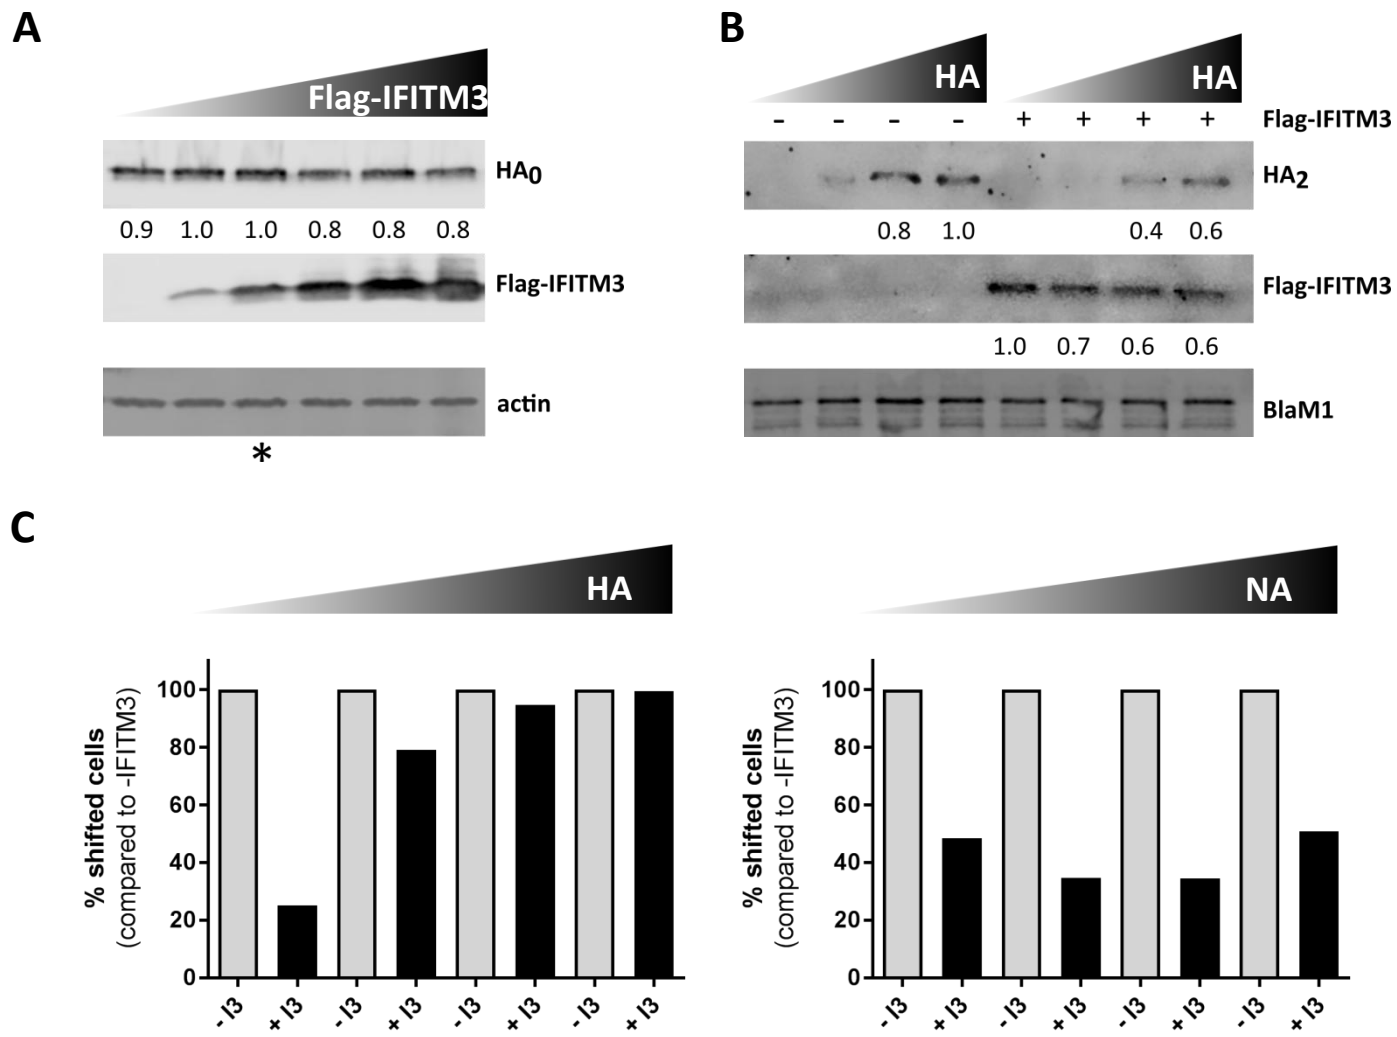 A
Flag-IFITM3
HA0
0.9 1.0 1.0 0.8 0.8 0.8
Flag-IFITM3
actin
*
B
HA HA
- - - - + + + + Flag-IFITM3
HA2
0.8 1.0 0.4 0.6
Flag-IFITM3
1.0 0.7 0.6 0.6
BlaM1
C
HA
% shifted cells
(compared to -IFITM3)
100
80
60
40
20
0
- I3 + I3 - I3 + I3 - I3 + I3 - I3 + I3
NA
% shifted cells
(compared to -IFITM3)
100
80
60
40
20
0
- I3 + I3 - I3 + I3 - I3 + I3 - I3 + I3